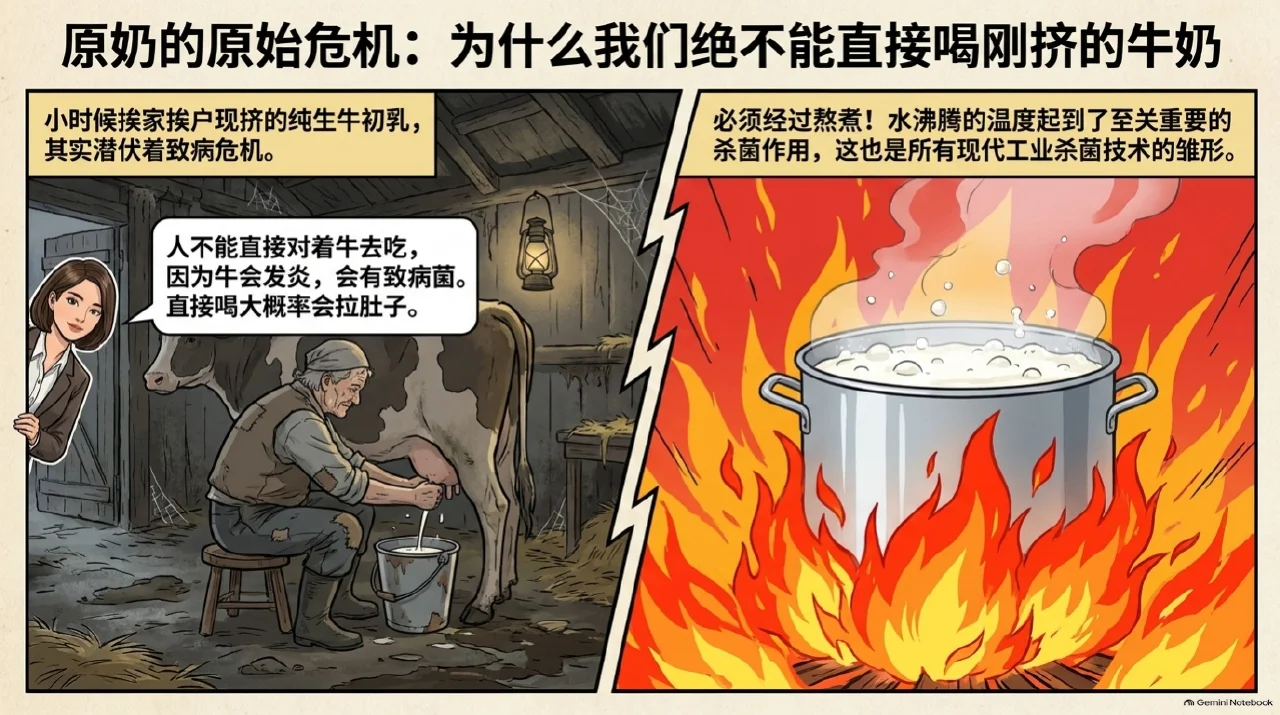 原奶的原始危机：为什么我们绝不能直接喝刚挤的牛奶
小时候挨家挨户现挤的纯生牛初乳，
其实潜伏着致病危机。
人不能直接对着牛去吃，
因为牛会发炎，会有致病菌。
直接喝大概率会拉肚子。
必须经过熬煮！水沸腾的温度起到了至关重要的
杀菌作用，这也是所有现代工业杀菌技术的雏形。
Gemini Notebook